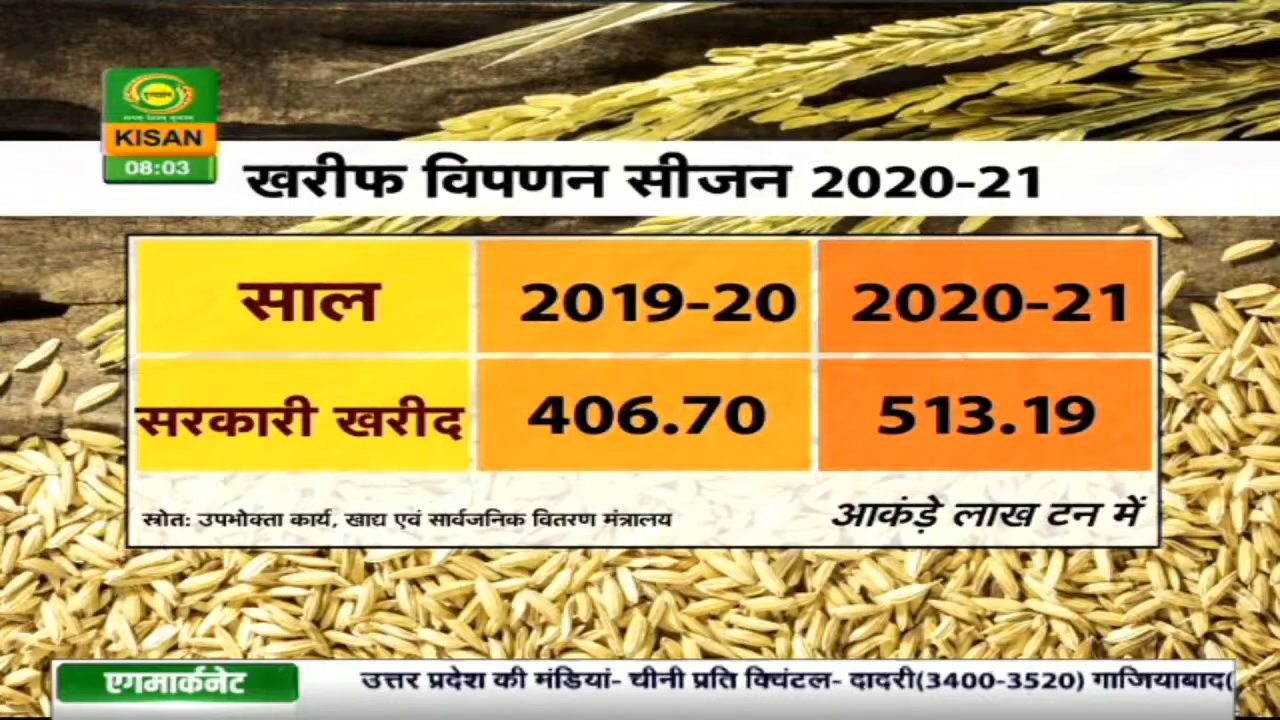 KISAN
08:03
खरीफ विपणन सीजन 2020-21
साल 2019-20 2020-21
सरकारी खरीद 406.70 513.19
स्रोत: उपभोक्ता कार्य, खाद्य एवं सार्वजनिक वितरण मंत्रालय
आकंड़े लाख टन में
एगमार्कनेट उत्तर प्रदेश की मंडियां- चीनी प्रति क्विंटल- दादरी(3400-3520) गाजियाबाद(